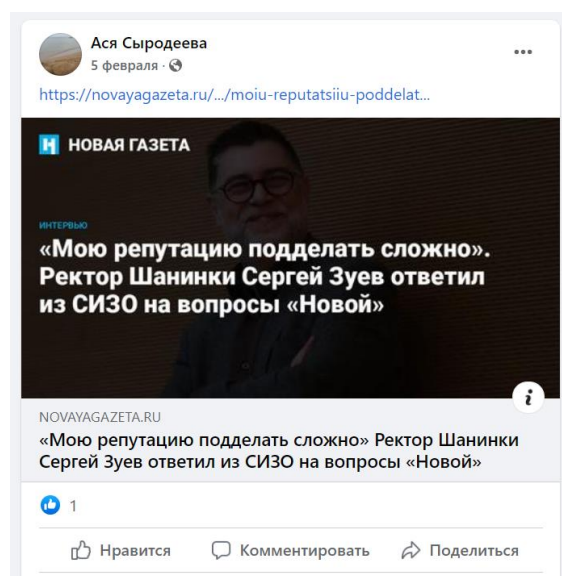 Ася Сыродеева
5 февраля ·
https://novayagazeta.ru/.../moiu-reputatsiiu-poddelat...
Н НОВАЯ ГАЗЕТА
ИНТЕРВЬЮ
«Мою репутацию подделать сложно».
Ректор Шанинки Сергей Зуев ответил
из СИЗО на вопросы «Новой»
i
NOVAYAGAZETA.RU
«Мою репутацию подделать сложно» Ректор Шанинки
Сергей Зуев ответил из СИЗО на вопросы «Новой»
1
Нравится Комментировать Поделиться